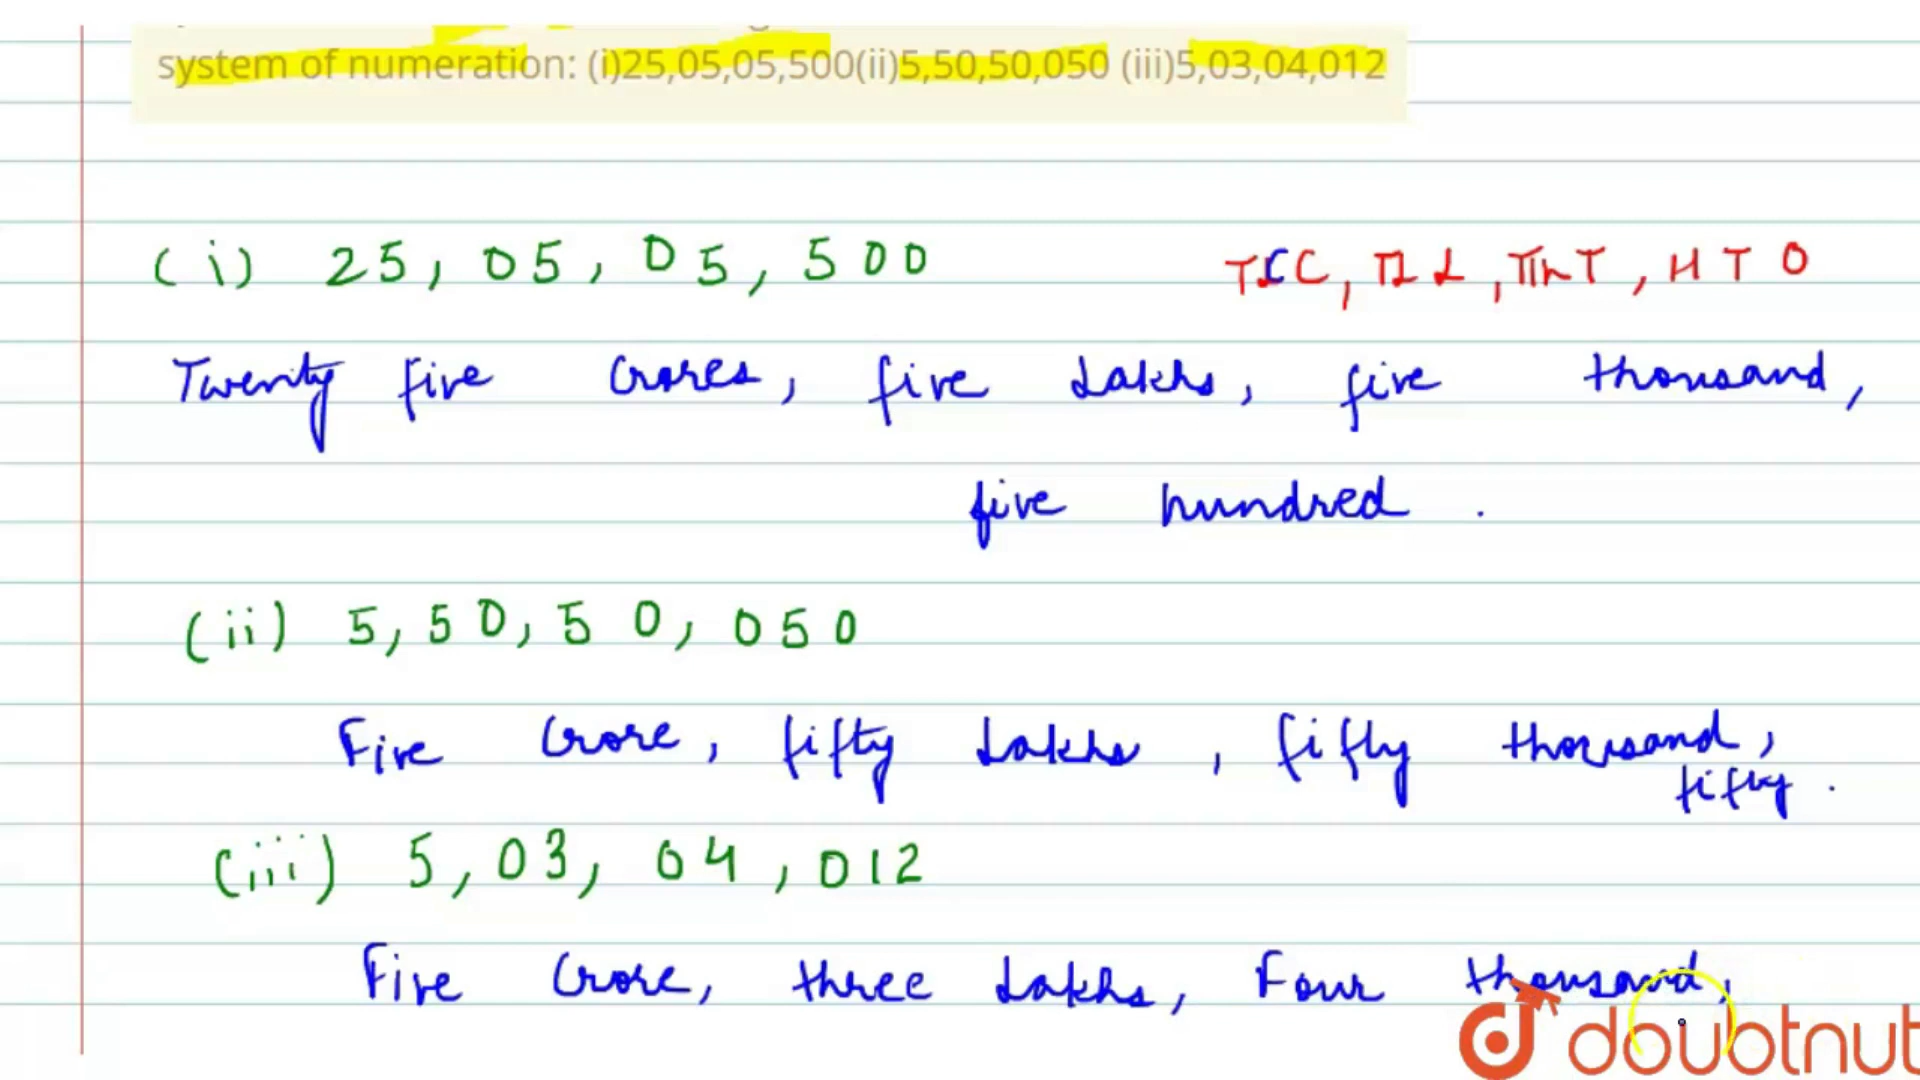 system of numeration: (i)25,05,05,500(ii)5,50,50,050 (iii)5,03,04,012
(i) 25, 05, 05, 500 TCC, TLL, ThT, HTO
Twenty five Crores, five Lakhs, five thousand,
five hundred.
(ii) 5, 50, 50, 050
Five Crore, fifty Lakhs, fifty thousand,
fifty.
(iii) 5, 03, 04, 012
Five Crore, three Lakhs, Four thousand,
doubtnut